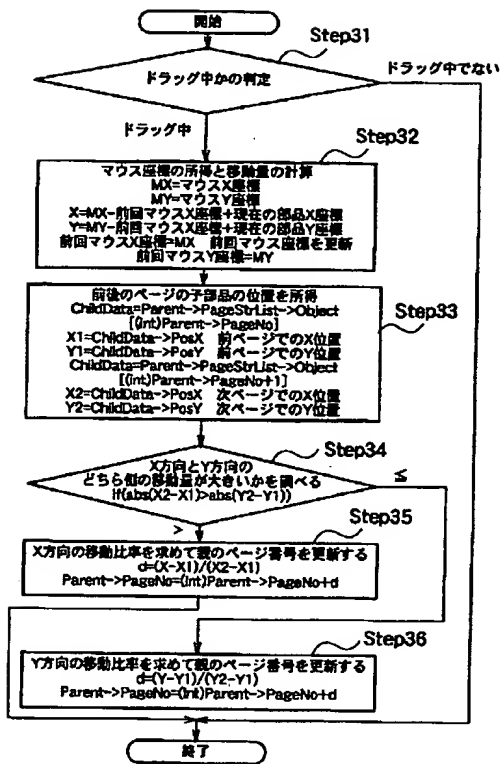 開始
Step31
ドラッグ中かの判定
ドラッグ中でない
ドラッグ中
Step32
マウス座標の所得と移動量の計算
MX=マウスX座標
MY=マウスY座標
X=MX-前回マウスX座標+現在の部品X座標
Y=MY-前回マウスY座標+現在の部品Y座標
前回マウスX座標=MX 前回マウス座標を更新
前回マウスY座標=MY
Step33
前後のページの子部品の位置を所得
ChildData=Parent->PageStrList->Object
[(Int)Parent->PageNo]
X1=ChildData->PosX 前ページでのX位置
Y1=ChildData->PosY 前ページでのY位置
ChildData=Parent->PageStrList->Object
[(Int)Parent->PageNo+1]
X2=ChildData->PosX 次ページでのX位置
Y2=ChildData->PosY 次ページでのY位置
Step34
X方向とY方向の
どちら側の移動量が大きいかを調べる
if(abs(X2-X1)>abs(Y2-Y1))
≦
>
Step35
X方向の移動比率を求めて親のページ番号を更新する
d=(X-X1)/(X2-X1)
Parent->PageNo=(Int)Parent->PageNo+d
Step36
Y方向の移動比率を求めて親のページ番号を更新する
d=(Y-Y1)/(Y2-Y1)
Parent->PageNo=(Int)Parent->PageNo+d
終了